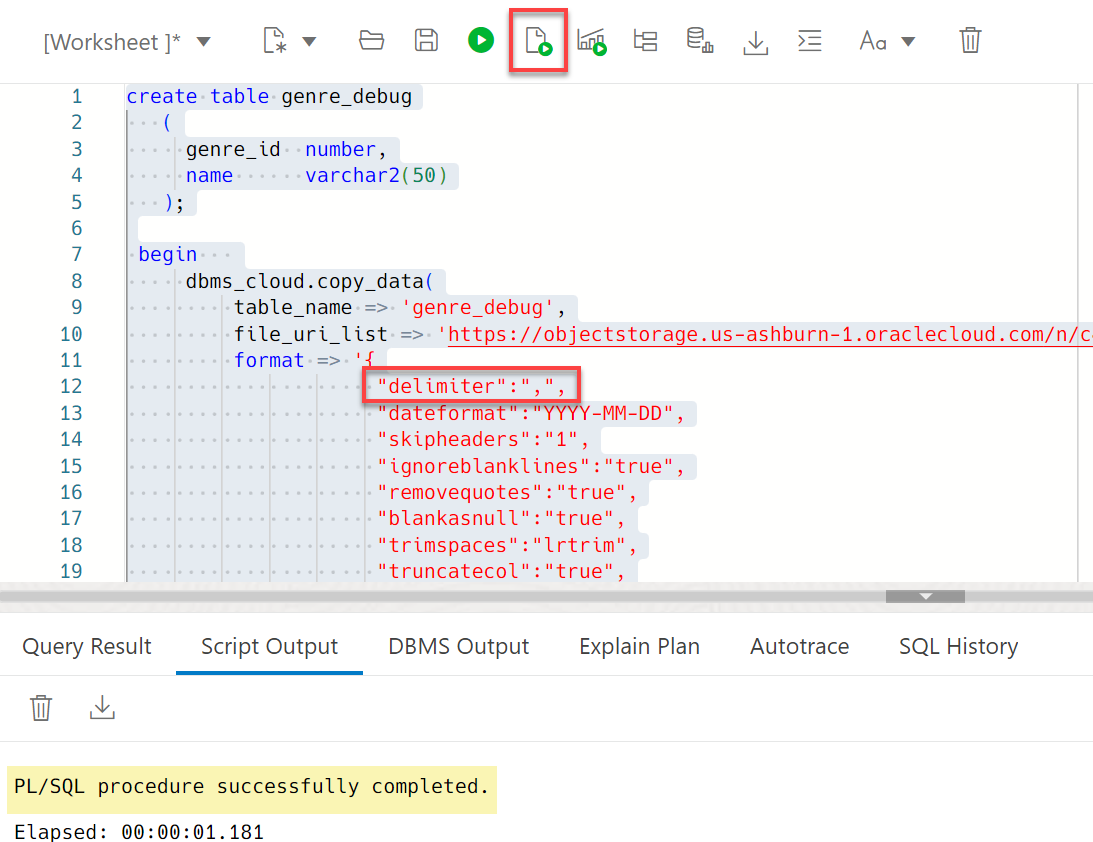 [Worksheet ]*
Aa
1 create table genre_debug
2 (
3 genre_id number,
4 name varchar2(50)
5 );
6
7 begin
8 dbms_cloud.copy_data(
9 table_name => 'genre_debug',
10 file_uri_list => 'https://objectstorage.us-ashburn-1.oraclecloud.com/n/c
11 format => '{
12 "delimiter":",",
13 "dateformat":"YYYY-MM-DD",
14 "skipheaders":"1",
15 "ignoreblanklines":"true",
16 "removequotes":"true",
17 "blankasnull":"true",
18 "trimspaces":"lrtrim",
19 "truncatecol":"true",
Query Result Script Output DBMS Output Explain Plan Autotrace SQL History
PL/SQL procedure successfully completed.
Elapsed: 00:00:01.181